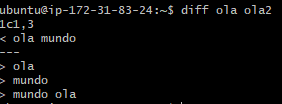 ubuntu@ip-172-31-83-24:~$ diff ola ola2
1c1,3
< ola mundo
---
> ola
> mundo
> mundo ola